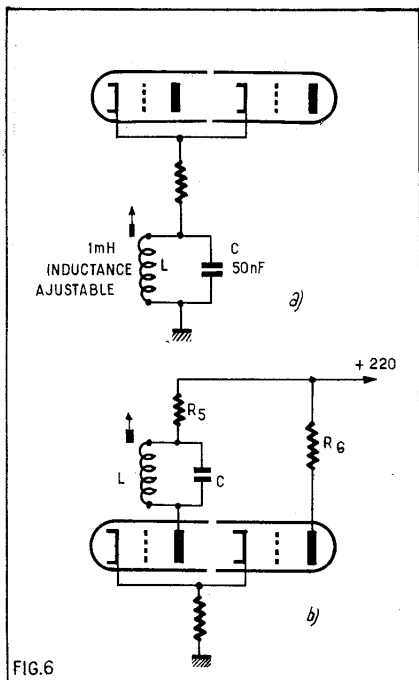 1mH
INDUCTANCE
AJUSTABLE
L
C
50nF
a)
+ 220
R5
R6
L
C
b)
FIG.6